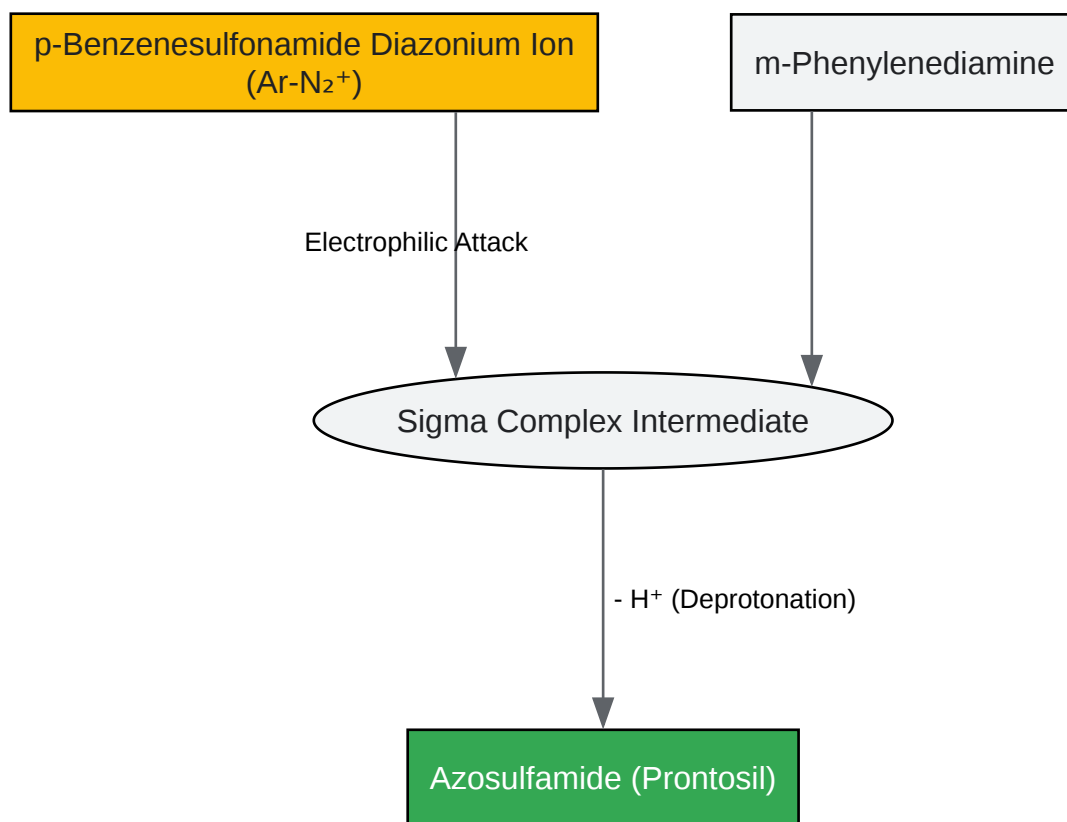 p-Benzenesulfonamide Diazonium Ion
(Ar-N₂⁺)
m-Phenylenediamine
Electrophilic Attack
Sigma Complex Intermediate
- H⁺ (Deprotonation)
Azosulfamide (Prontosil)